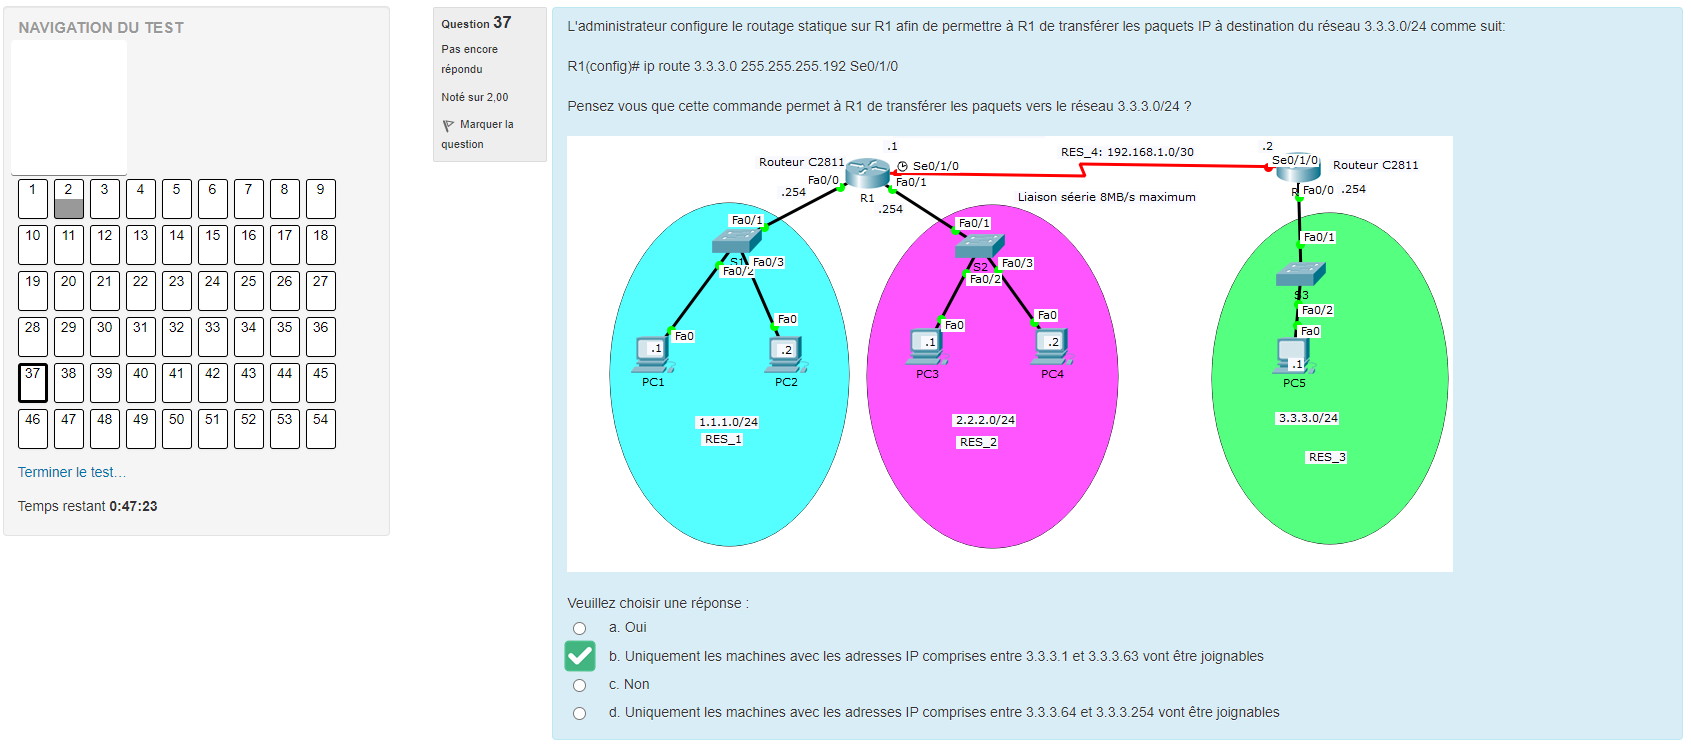 NAVIGATION DU TEST
1 2 3 4 5 6 7 8 9
10 11 12 13 14 15 16 17 18
19 20 21 22 23 24 25 26 27
28 29 30 31 32 33 34 35 36
37 38 39 40 41 42 43 44 45
46 47 48 49 50 51 52 53 54
Terminer le test…
Temps restant 0:47:23
Question 37
Pas encore
répondu
Noté sur 2,00
Marquer la
question
L'administrateur configure le routage statique sur R1 afin de permettre à R1 de transférer les paquets IP à destination du réseau 3.3.3.0/24 comme suit:
R1(config)# ip route 3.3.3.0 255.255.255.192 Se0/1/0
Pensez vous que cette commande permet à R1 de transférer les paquets vers le réseau 3.3.3.0/24 ?
.1
Routeur C2811
Se0/1/0
Fa0/0
Fa0/1
.254
R1
.254
RES_4: 192.168.1.0/30
Liaison séerie 8MB/s maximum
.2
Se0/1/0
Routeur C2811
R
Fa0/0
.254
Fa0/1
S1
Fa0/3
Fa0/2
Fa0
Fa0
.1
.2
PC1
PC2
1.1.1.0/24
RES_1
Fa0/1
S2
Fa0/3
Fa0/2
Fa0
Fa0
.1
.2
PC3
PC4
2.2.2.0/24
RES_2
Fa0/1
S3
Fa0/2
Fa0
.1
PC5
3.3.3.0/24
RES_3
Veuillez choisir une réponse :
a. Oui
b. Uniquement les machines avec les adresses IP comprises entre 3.3.3.1 et 3.3.3.63 vont être joignables
c. Non
d. Uniquement les machines avec les adresses IP comprises entre 3.3.3.64 et 3.3.3.254 vont être joignables